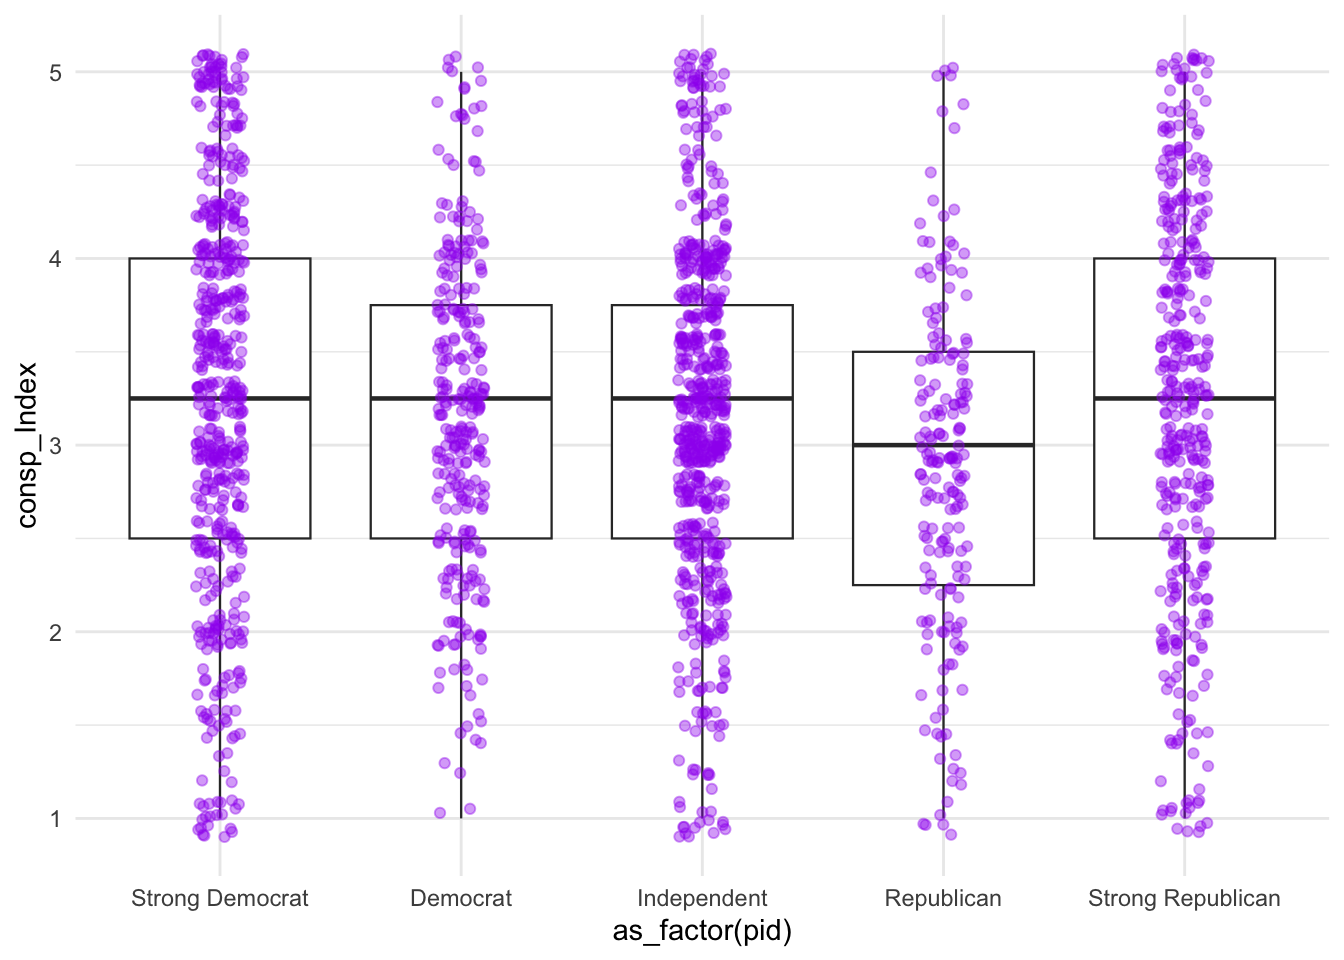 consp_Index
5
4
3
2
1
Strong Democrat Democrat Independent Republican Strong Republican
as_factor(pid)